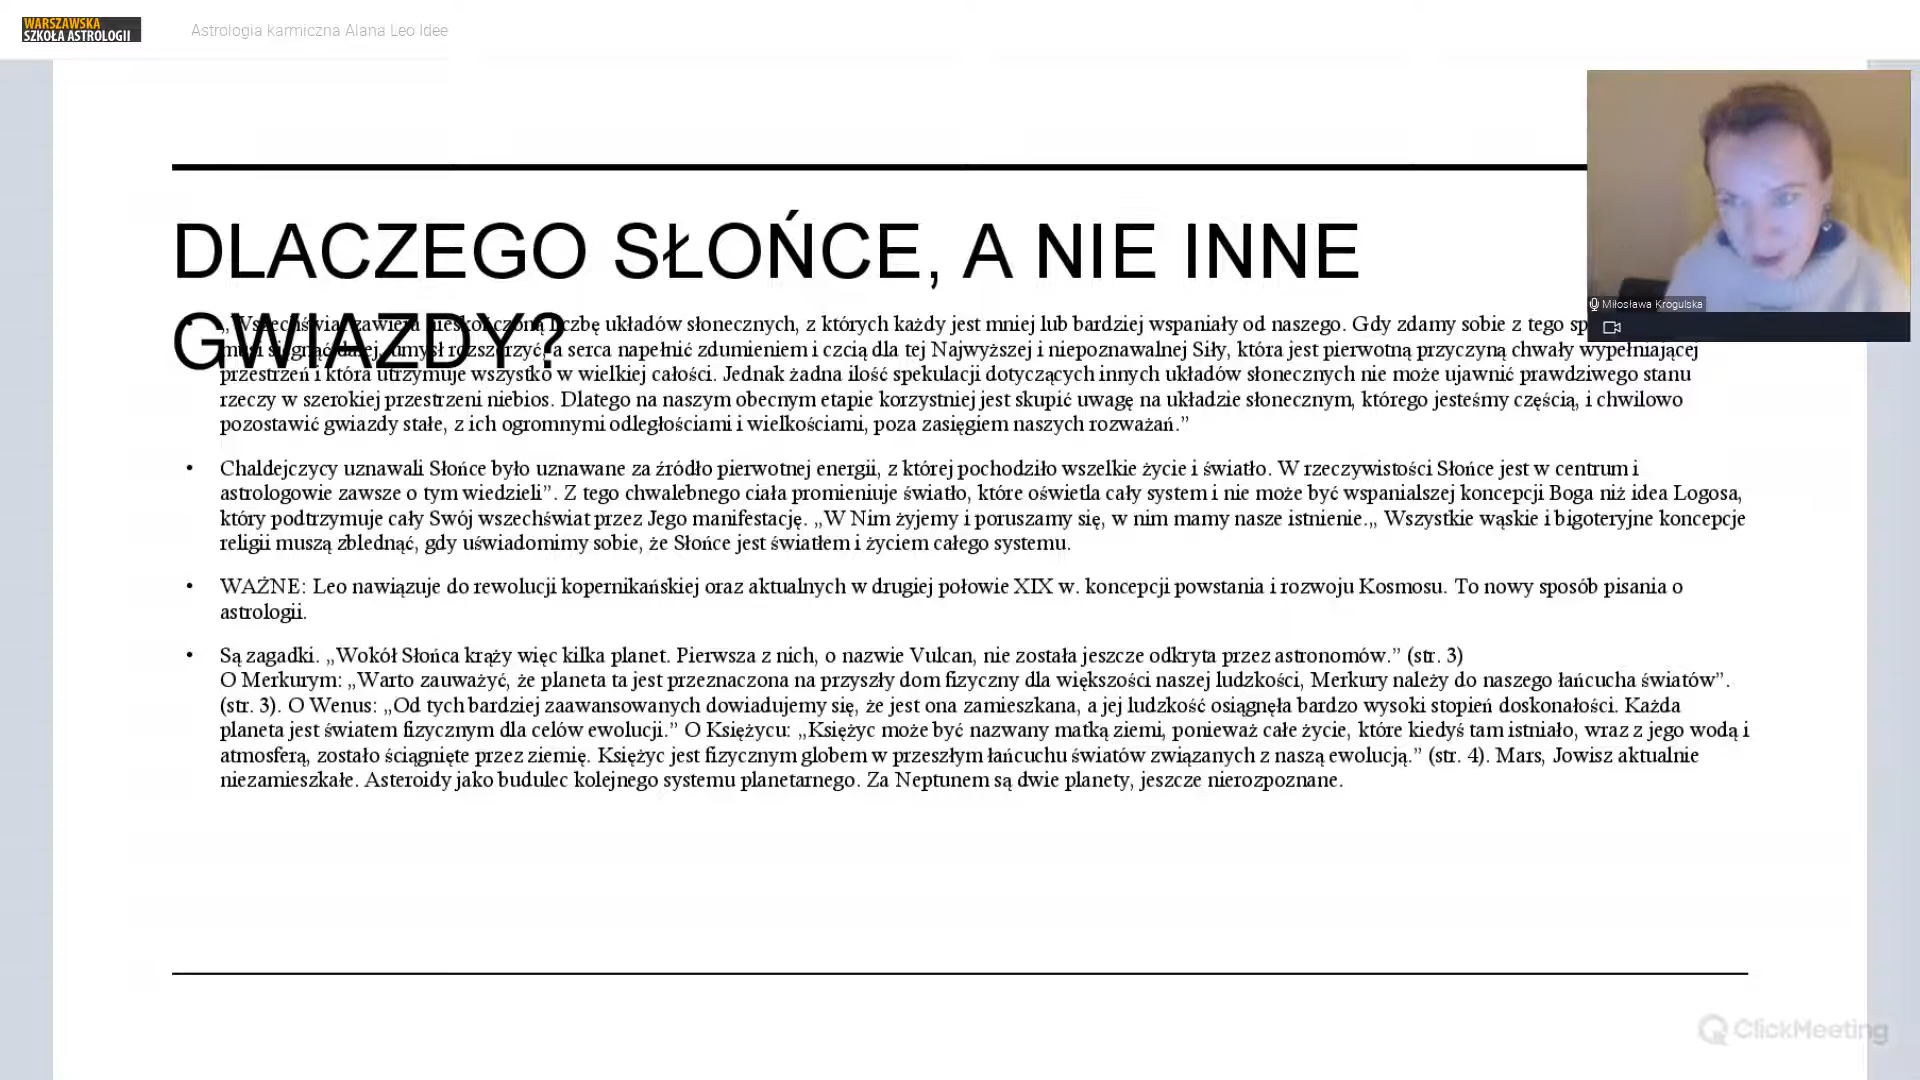 WARSZAWSKA
SZKOŁA ASTROLOGII
Astrologia karmiczna Alana Leo Idee
DLACZEGO SŁOŃCE, A NIE INNE
GWIAZDY?
• „Wszechświat zawiera nieskończoną liczbę układów słonecznych, z których każdy jest mniej lub bardziej wspaniały od naszego. Gdy zdamy sobie z tego
musi sięgnąć dalej, umysł rozszerzyć, a serca napełnić zdumieniem i czcią dla tej Najwyższej i niepoznawalnej Siły, która jest pierwotną przyczyną chwały wypełniającej
przestrzeń i która utrzymuje wszystko w wielkiej całości. Jednak żadna ilość spekulacji dotyczących innych układów słonecznych nie może ujawnić prawdziwego stanu
rzeczy w szerokiej przestrzeni niebios. Dlatego na naszym obecnym etapie korzystniej jest skupić uwagę na układzie słonecznym, którego jesteśmy częścią, i chwilowo
pozostawić gwiazdy stałe, z ich ogromnymi odległościami i wielkościami, poza zasięgiem naszych rozważań.”
• Chaldejczycy uznawali Słońce było uznawane za źródło pierwotnej energii, z której pochodziło wszelkie życie i światło. W rzeczywistości Słońce jest w centrum i
astrologowie zawsze o tym wiedzieli”. Z tego chwalebnego ciała promieniuje światło, które oświetla cały system i nie może być wspanialszej koncepcji Boga niż idea Logosa,
który podtrzymuje cały Swój wszechświat przez Jego manifestację. „W Nim żyjemy i poruszamy się, w nim mamy nasze istnienie.„ Wszystkie wąskie i bigoteryjne koncepcje
religii muszą zblednąć, gdy uświadomimy sobie, że Słońce jest światłem i życiem całego systemu.
• WAŻNE: Leo nawiązuje do rewolucji kopernikańskiej oraz aktualnych w drugiej połowie XIX w. koncepcji powstania i rozwoju Kosmosu. To nowy sposób pisania o
astrologii.
• Są zagadki. „Wokół Słońca krąży więc kilka planet. Pierwsza z nich, o nazwie Vulcan, nie została jeszcze odkryta przez astronomów.” (str. 3)
O Merkurym: „Warto zauważyć, że planeta ta jest przeznaczona na przyszły dom fizyczny dla większości naszej ludzkości, Merkury należy do naszego łańcucha światów”.
(str. 3). O Wenus: „Od tych bardziej zaawansowanych dowiadujemy się, że jest ona zamieszkana, a jej ludzkość osiągnęła bardzo wysoki stopień doskonałości. Każda
planeta jest światem fizycznym dla celów ewolucji.” O Księżycu: „Księżyc może być nazwany matką ziemi, ponieważ całe życie, które kiedyś tam istniało, wraz z jego wodą i
atmosferą, zostało ściągnięte przez ziemię. Księżyc jest fizycznym globem w przeszłym łańcuchu światów związanych z naszą ewolucją.” (str. 4). Mars, Jowisz aktualnie
niezamieszkałe. Asteroidy jako budulec kolejnego systemu planetarnego. Za Neptunem są dwie planety, jeszcze nierozpoznane.
Miłosława Krogulska
ClickMeeting